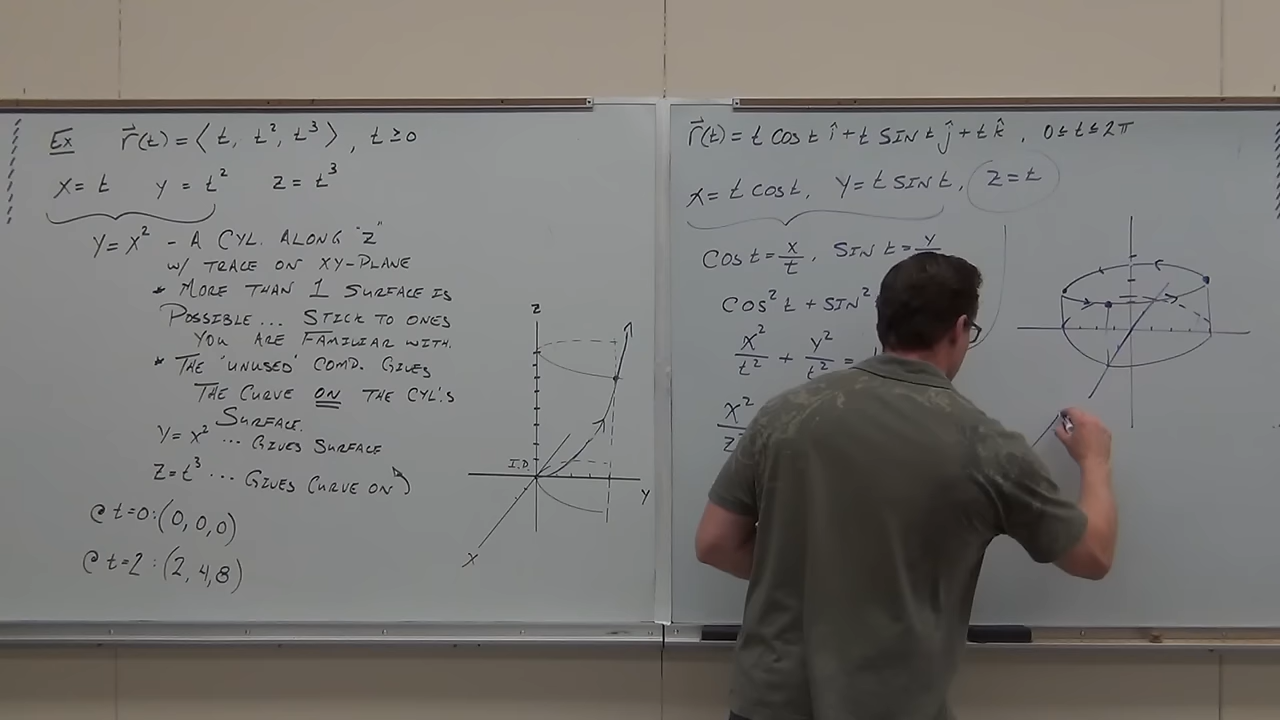 Ex r⃗(t) = ⟨t, t², t³⟩, t ≥ 0
x = t y = t² z = t³
y = x² - A CYL. ALONG "Z"
W/ TRACE ON XY-PLANE
* MORE THAN 1 SURFACE IS
POSSIBLE... STICK TO ONES
YOU ARE FAMILIAR WITH.
* THE 'UNUSED' COMP. GIVES
THE CURVE ON THE CYL'S
SURFACE.
y = x² ... GIVES SURFACE
z = t³ ... GIVES CURVE ON
@ t=0: (0, 0, 0)
@ t=2: (2, 4, 8)
Z
I.P.
Y
X
r⃗(t) = t cos t î + t SIN t ĵ + t k̂, 0 ≤ t ≤ 2π
x = t cos t, y = t SIN t, z = t
cos t = x/t, SIN t = y
cos² t + SIN²
x²/t² + y²/t² =
x²/z